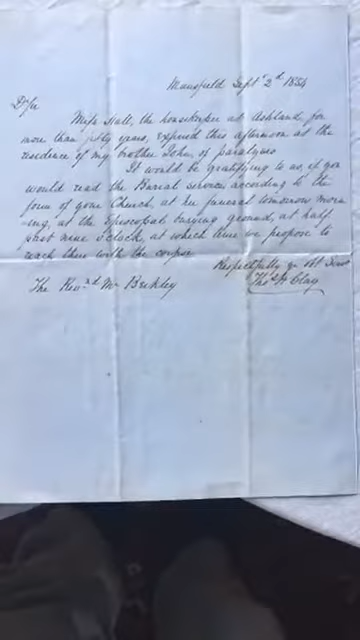 Mansfield Septr 2d 1854
Dr Sir
Miss Hall, the housekeeper at Ashland, for
more than fifty years, expired this afternoon at the
residence of my brother John, of paralysis
It would be gratifying to us, if you
would read the Burial service, according to the
form of your Church, at her funeral tomorrow morn
-ing, at the Episcopal burying ground, at half
past nine o'clock, at which time we propose to
reach there with the corpse
Respectfully yr Ob Servt
The Revnd Mr Berkley
Thos H Clay